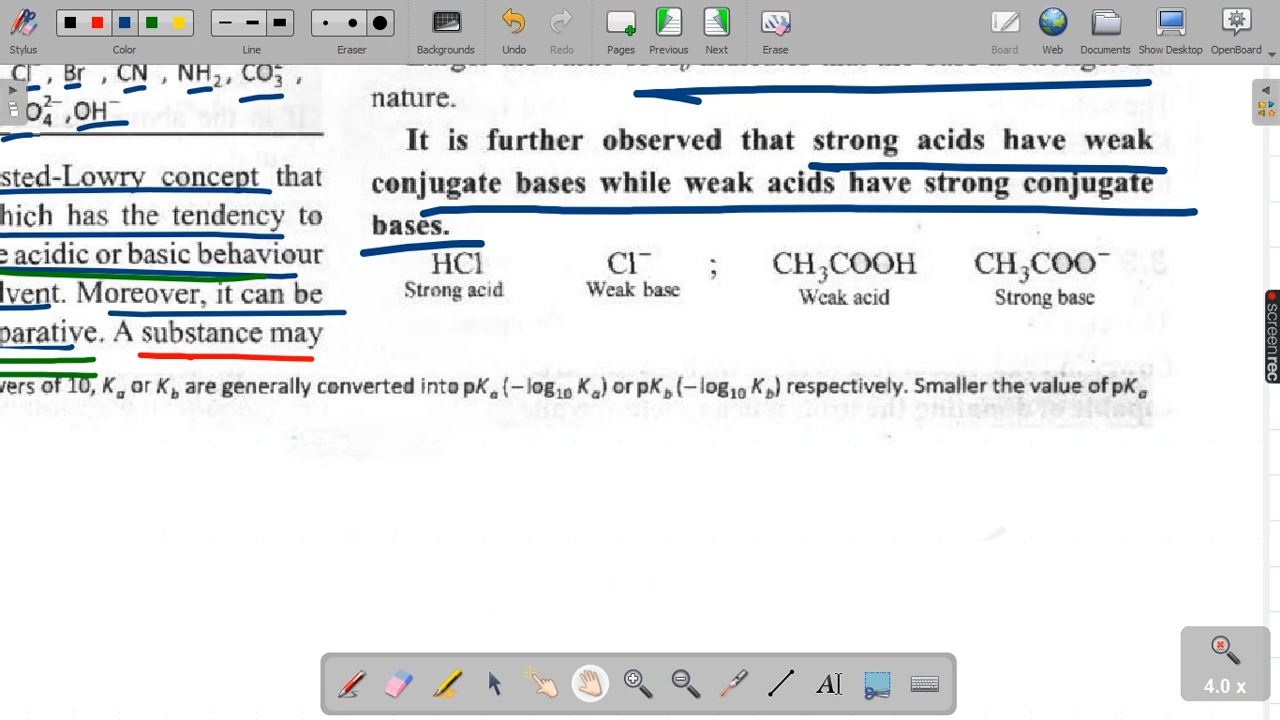 Stylus
Color
Line
Eraser
Backgrounds
Undo
Redo
Pages
Previous
Next
Erase
Board
Web
Documents
Show Desktop
OpenBoard
Cl⁻, Br⁻, CN⁻, NH₂⁻, CO₃²⁻,
O₄²⁻, OH⁻
sted-Lowry concept that
hich has the tendency to
e acidic or basic behaviour
lvent. Moreover, it can be
parative. A substance may
nature.
It is further observed that strong acids have weak
conjugate bases while weak acids have strong conjugate
bases.
HCl Cl⁻ ; CH₃COOH CH₃COO⁻
Strong acid Weak base Weak acid Strong base
vers of 10, Kₐ or K_b are generally converted into pKₐ (−log₁₀ Kₐ) or pK_b (−log₁₀ K_b) respectively. Smaller the value of pKₐ
screenrec
4.0 x